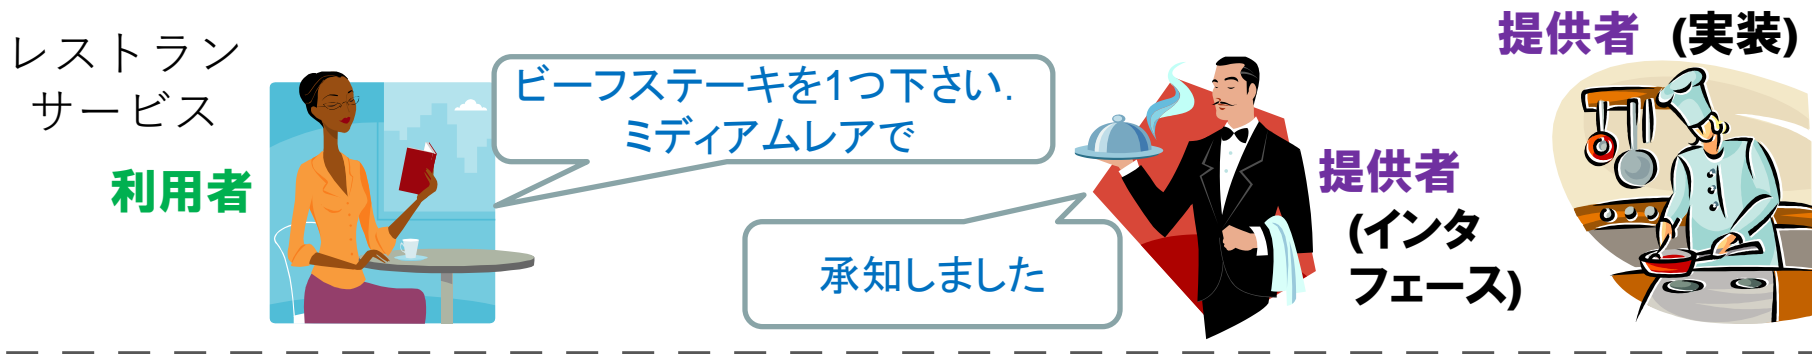 レストラン
サービス
利用者
ビーフステーキを1つ下さい.
ミディアムレアで
承知しました
提供者
(インタ
フェース)
提供者 (実装)